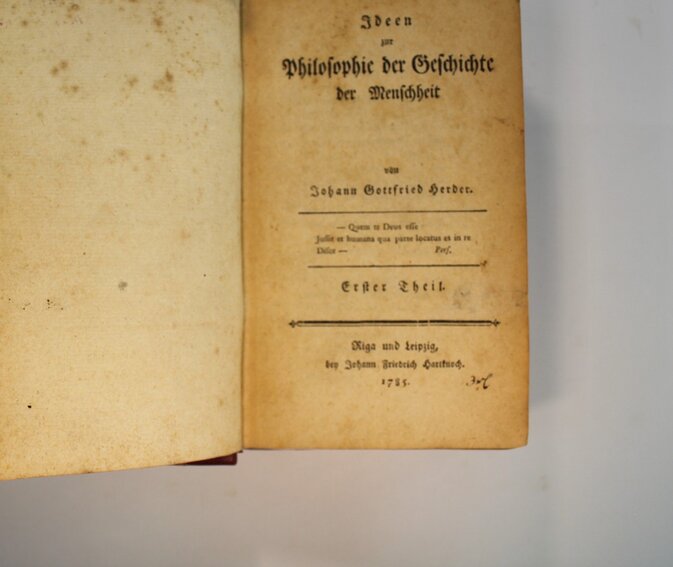 Ideen
zur
Philosophie der Geschichte
der Menschheit
von
Johann Gottfried Herder.
— Quem te Deus esse
Jussit et humana qua parte locatus es in re
Disce —
Pers.
Erster Theil.
Riga und Leipzig,
bey Johann Friedrich Hartknoch.
1785.